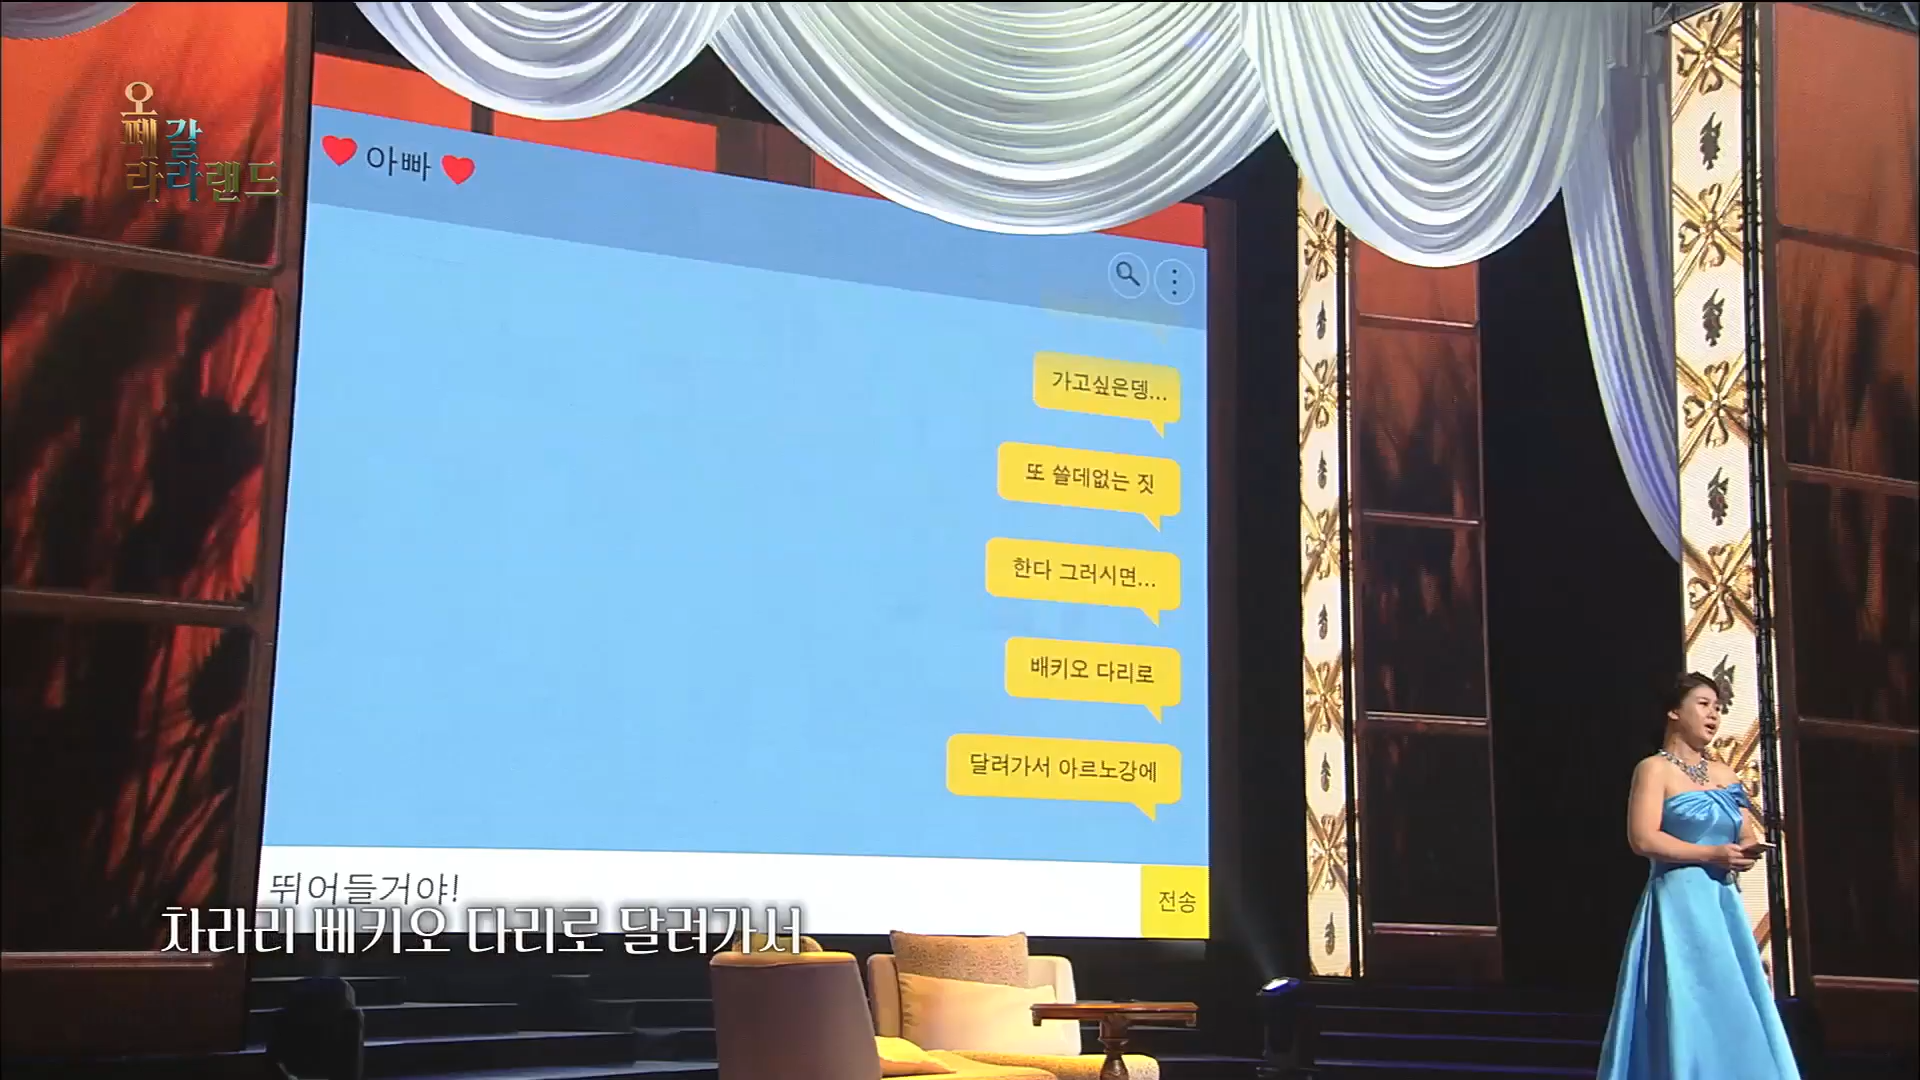 오페라
갈라
랜드
아빠
가고싶은뎅...
또 쓸데없는 짓
한다 그러시면...
배키오 다리로
달려가서 아르노강에
뛰어들거야!
전송
차라리 베키오 다리로 달려가서